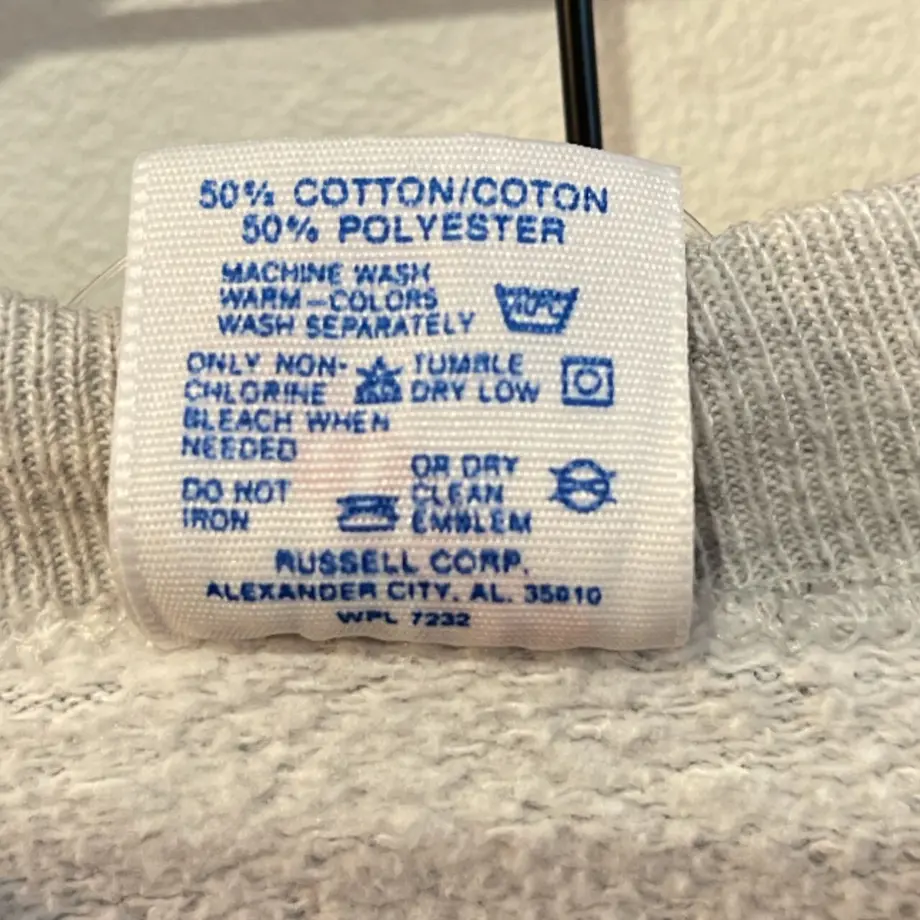 50% COTTON/COTON
50% POLYESTER
MACHINE WASH
WARM-COLORS
WASH SEPARATELY
40°C
ONLY NON-
CHLORINE
BLEACH WHEN
NEEDED
TUMBLE
DRY LOW
DO NOT
IRON
OR DRY
CLEAN
EMBLEM
RUSSELL CORP.
ALEXANDER CITY, AL. 35010
WPL 7232